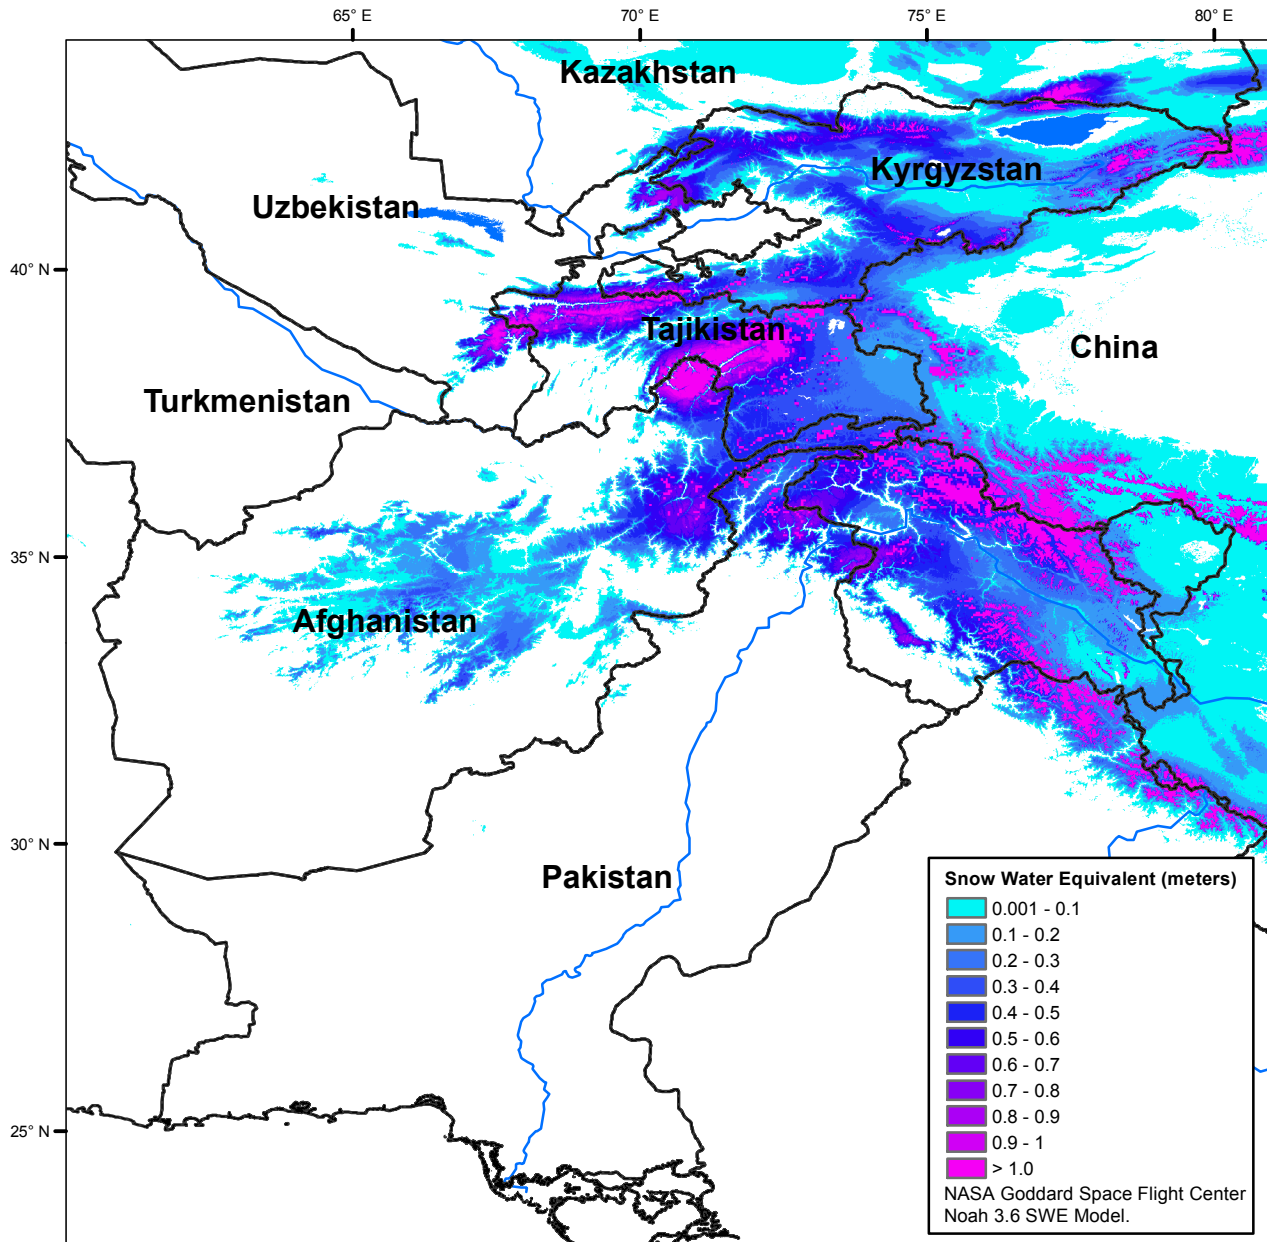 65° E
70° E
75° E
80° E
Kazakhstan
Kyrgyzstan
Uzbekistan
40° N
Tajikistan
China
Turkmenistan
35° N
Afghanistan
30° N
Pakistan
25° N
Snow Water Equivalent (meters)
0.001 - 0.1
0.1 - 0.2
0.2 - 0.3
0.3 - 0.4
0.4 - 0.5
0.5 - 0.6
0.6 - 0.7
0.7 - 0.8
0.8 - 0.9
0.9 - 1
> 1.0
NASA Goddard Space Flight Center
Noah 3.6 SWE Model.